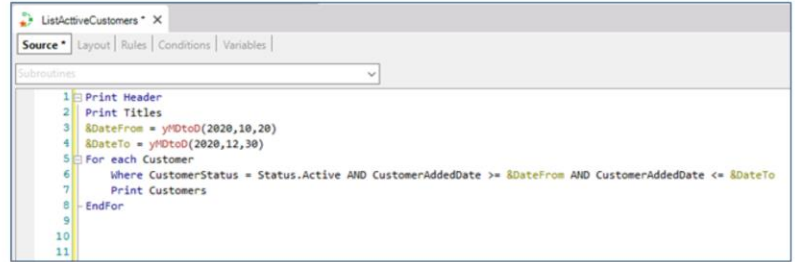 ListActtiveCustomers *
Source * Layout Rules Conditions Variables
Subroutines
1 Print Header
2 Print Titles
3 &DateFrom = yMDtoD(2020,10,20)
4 &DateTo = yMDtoD(2020,12,30)
5 For each Customer
6 Where CustomerStatus = Status.Active AND CustomerAddedDate >= &DateFrom AND CustomerAddedDate <= &DateTo
7 Print Customers
8 EndFor
9
10
11